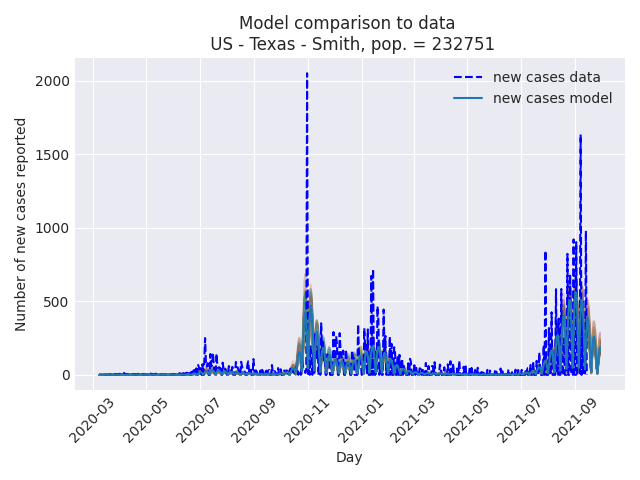 Model comparison to data
US - Texas - Smith, pop. = 232751
new cases data
new cases model
Number of new cases reported
2000
1500
1000
500
0
2020-03
2020-05
2020-07
2020-09
2020-11
2021-01
2021-03
2021-05
2021-07
2021-09
Day